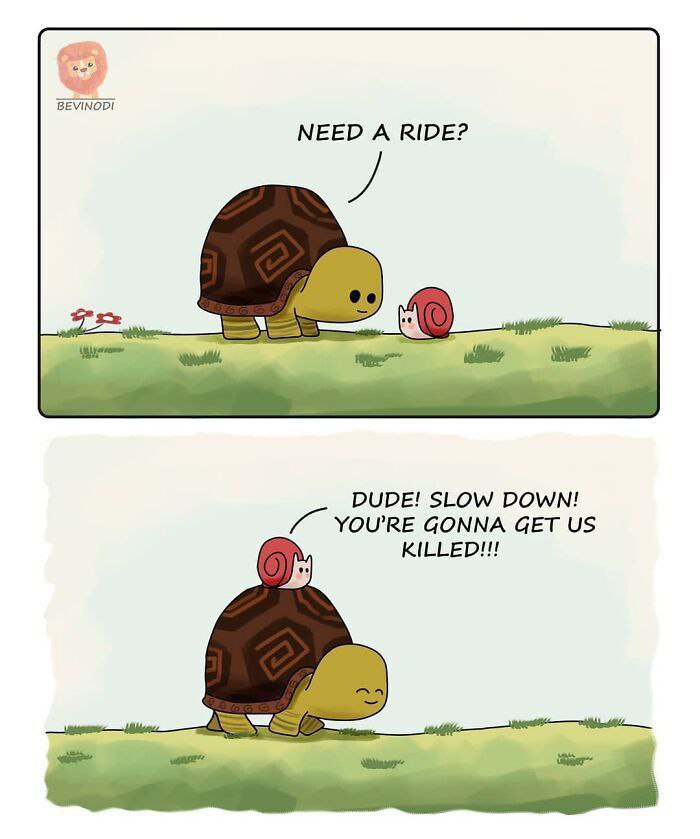 BEVINODI
NEED A RIDE?
DUDE! SLOW DOWN!
YOU'RE GONNA GET US
KILLED!!!